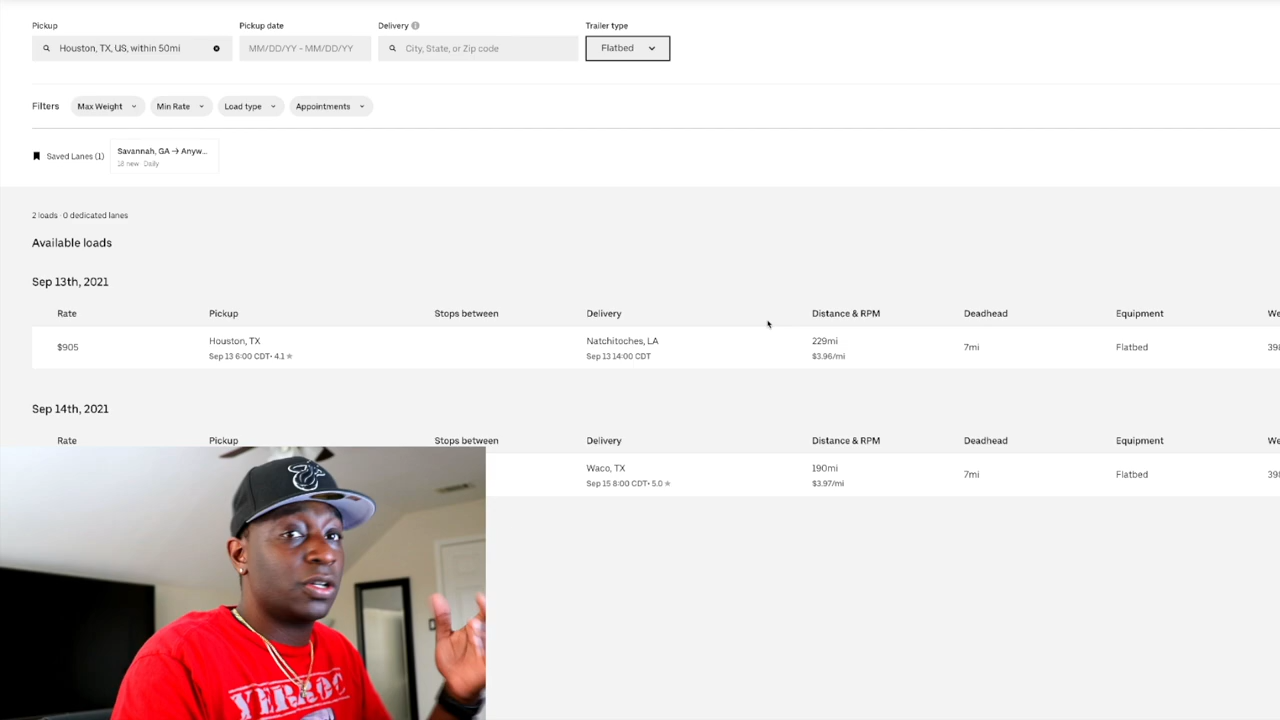 Pickup Pickup date Delivery Trailer type
Houston, TX, US, within 50mi MM/DD/YY - MM/DD/YY City, State, or Zip code Flatbed
Filters Max Weight Min Rate Load type Appointments
Saved Lanes (1) Savannah, GA → Anyw...
18 new · Daily
2 loads · 0 dedicated lanes
Available loads
Sep 13th, 2021
Rate Pickup Stops between Delivery Distance & RPM Deadhead Equipment We
$905 Houston, TX Natchitoches, LA 229mi 7mi Flatbed 398
Sep 13 6:00 CDT • 4.1 ★ Sep 13 14:00 CDT $3.96/mi
Sep 14th, 2021
Rate Pickup Stops between Delivery Distance & RPM Deadhead Equipment We
Waco, TX 190mi 7mi Flatbed 398
Sep 15 8:00 CDT • 5.0 ★ $3.97/mi
YERROC